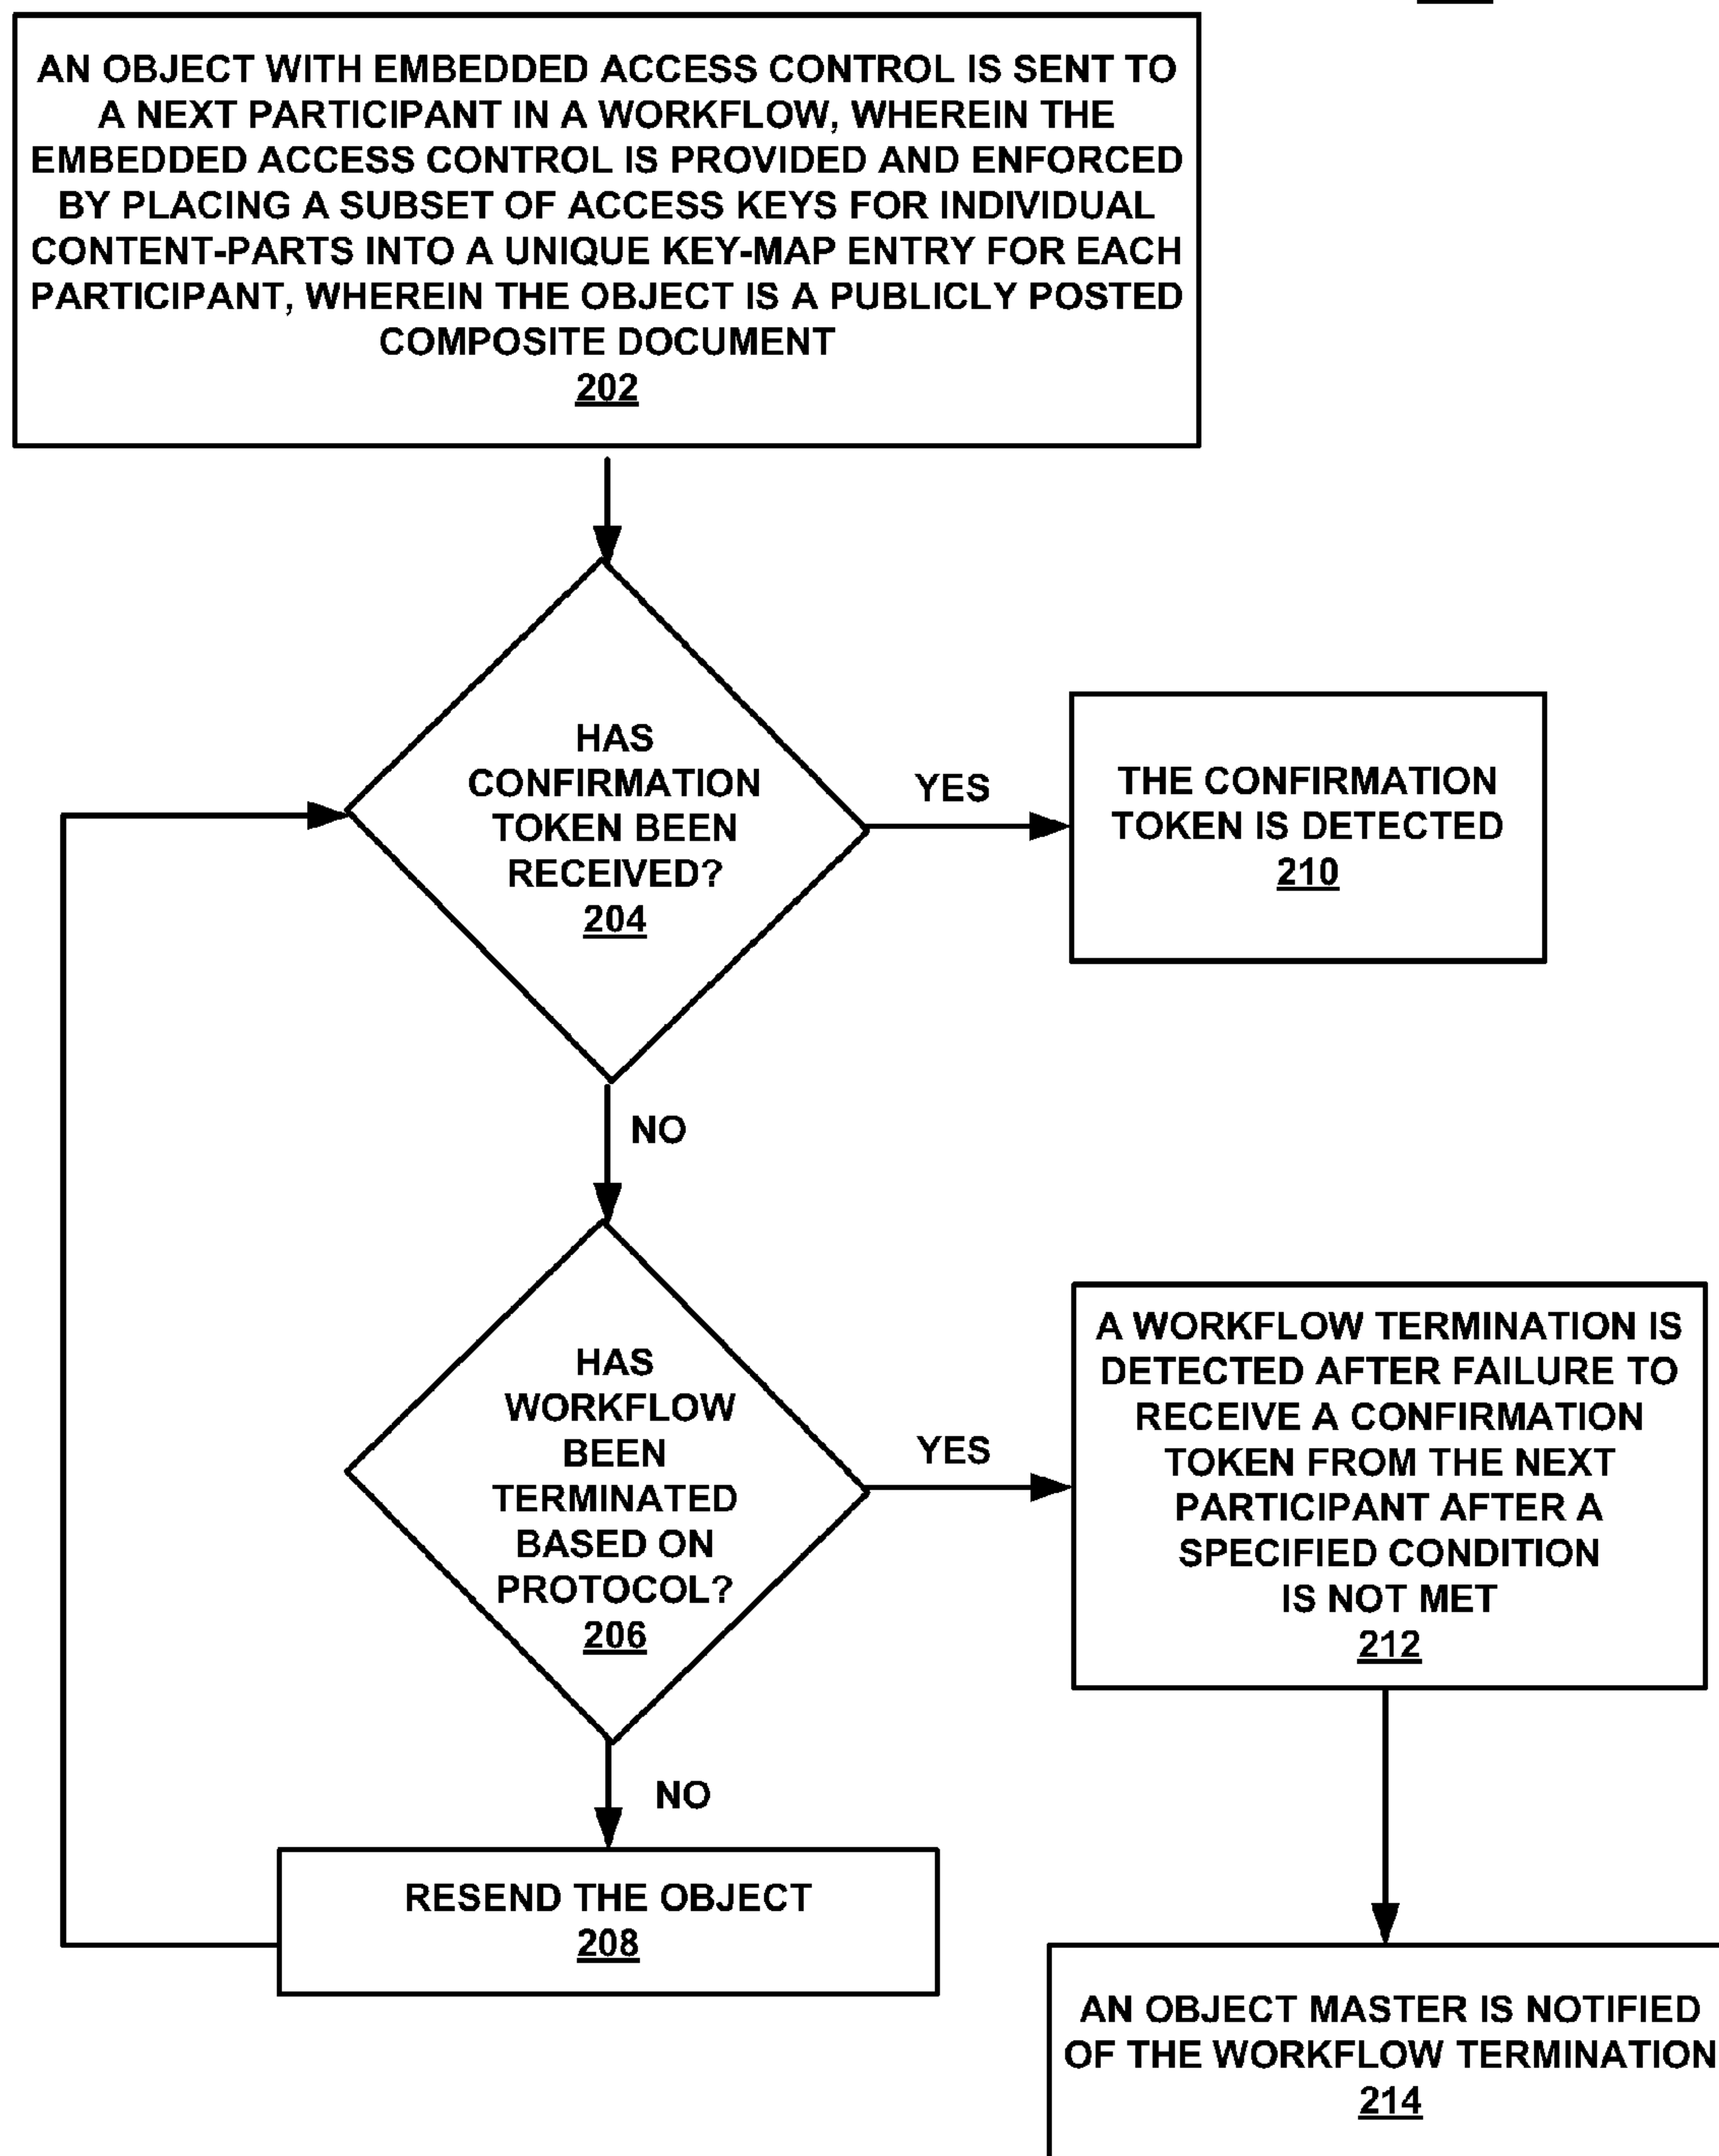 AN OBJECT WITH EMBEDDED ACCESS CONTROL IS SENT TO
A NEXT PARTICIPANT IN A WORKFLOW, WHEREIN THE
EMBEDDED ACCESS CONTROL IS PROVIDED AND ENFORCED
BY PLACING A SUBSET OF ACCESS KEYS FOR INDIVIDUAL
CONTENT-PARTS INTO A UNIQUE KEY-MAP ENTRY FOR EACH
PARTICIPANT, WHEREIN THE OBJECT IS A PUBLICLY POSTED
COMPOSITE DOCUMENT
202
HAS
CONFIRMATION
TOKEN BEEN
RECEIVED?
204
YES
THE CONFIRMATION
TOKEN IS DETECTED
210
NO
HAS
WORKFLOW
BEEN
TERMINATED
BASED ON
PROTOCOL?
206
YES
A WORKFLOW TERMINATION IS
DETECTED AFTER FAILURE TO
RECEIVE A CONFIRMATION
TOKEN FROM THE NEXT
PARTICIPANT AFTER A
SPECIFIED CONDITION
IS NOT MET
212
NO
RESEND THE OBJECT
208
AN OBJECT MASTER IS NOTIFIED
OF THE WORKFLOW TERMINATION
214